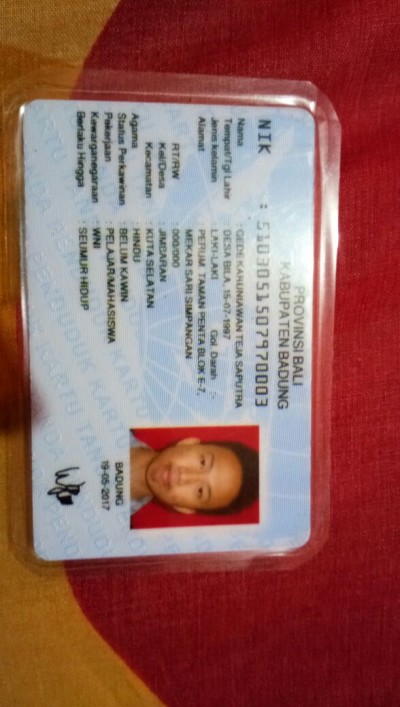 PROVINSI BALI
KABUPATEN BADUNG
NIK : 5103051507970003
Nama : GEDE KARUNIAWAN TEJA SAPUTRA
Tempat/Tgl Lahir : DESA BILA, 15-07-1997
Jenis kelamin : LAKI-LAKI Gol. Darah :-
Alamat : PERUM. TAMAN PENTA BLOK E-7,
MEKAR SARI SIMPANGAN
RT/RW : 000/000
Kel/Desa : JIMBARAN
Kecamatan : KUTA SELATAN
Agama : HINDU
Status Perkawinan : BELUM KAWIN
Pekerjaan : PELAJAR/MAHASISWA
Kewarganegaraan : WNI
Berlaku Hingga : SEUMUR HIDUP
BADUNG
19-05-2017